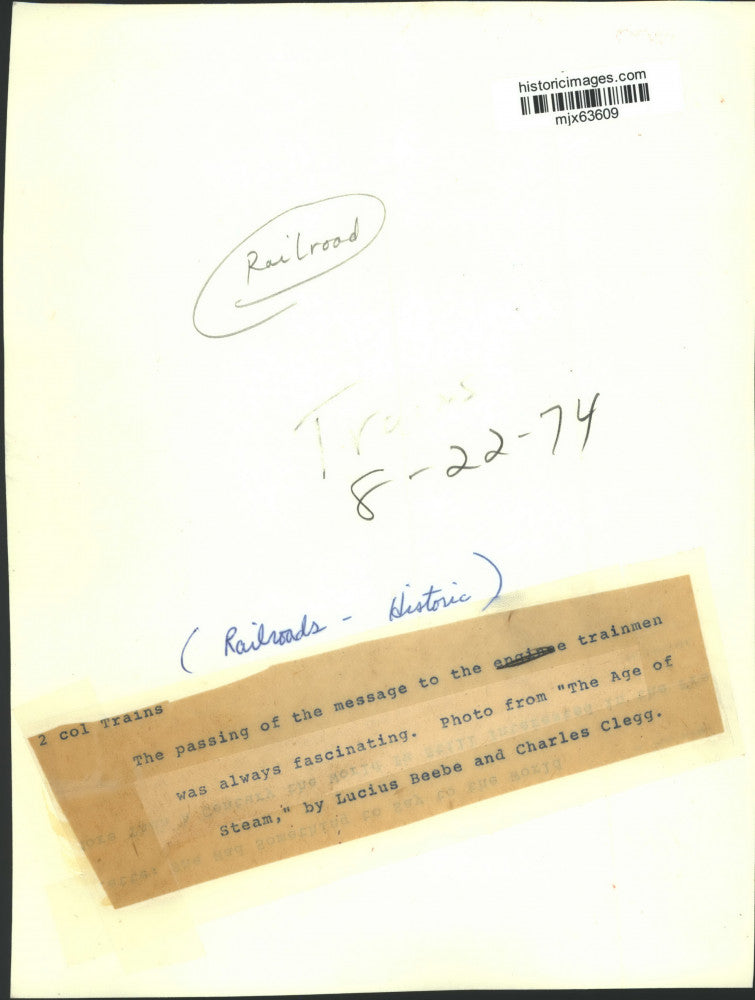 historicimages.com
mjx63609
Railroad
Trains
8-22-74
(Railroads - Historic)
2 col Trains
The passing of the message to the engine trainmen
was always fascinating. Photo from "The Age of
Steam," by Lucius Beebe and Charles Clegg.